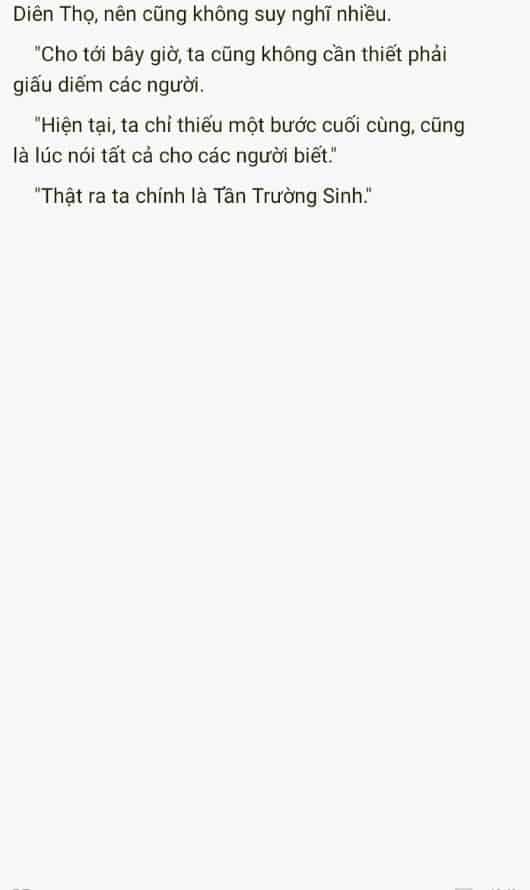 Diên Thọ, nên cũng không suy nghĩ nhiều.
"Cho tới bây giờ, ta cũng không cần thiết phải
giấu diếm các người.
"Hiện tại, ta chỉ thiếu một bước cuối cùng, cũng
là lúc nói tất cả cho các người biết."
"Thật ra ta chính là Tần Trường Sinh."